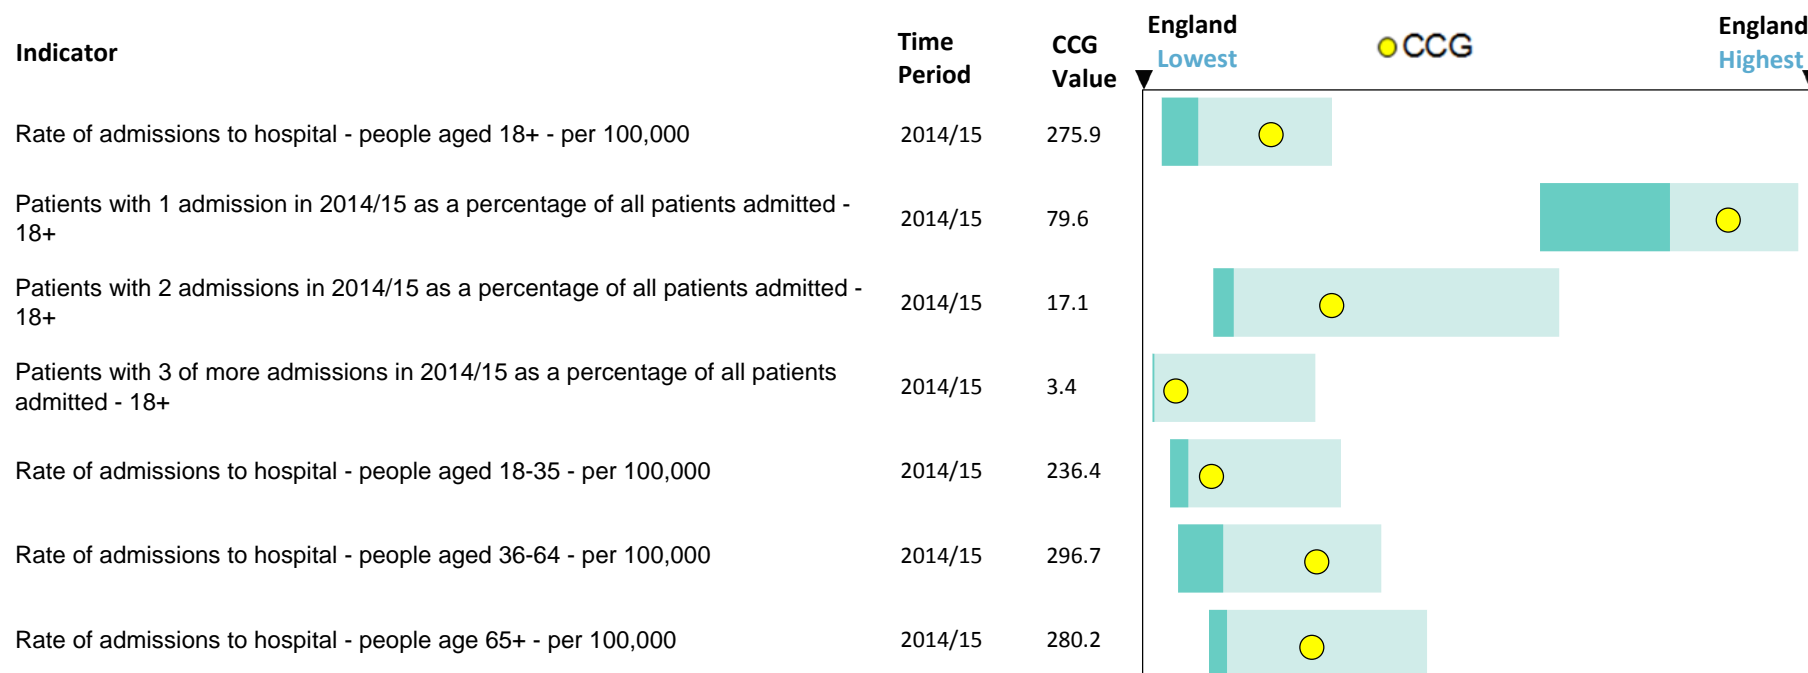 Indicator
Time
Period
CCG
Value
England
Lowest
CCG
England
Highest
Rate of admissions to hospital - people aged 18+ - per 100,000
2014/15
275.9
Patients with 1 admission in 2014/15 as a percentage of all patients admitted -
18+
2014/15
79.6
Patients with 2 admissions in 2014/15 as a percentage of all patients admitted -
18+
2014/15
17.1
Patients with 3 of more admissions in 2014/15 as a percentage of all patients
admitted - 18+
2014/15
3.4
Rate of admissions to hospital - people aged 18-35 - per 100,000
2014/15
236.4
Rate of admissions to hospital - people aged 36-64 - per 100,000
2014/15
296.7
Rate of admissions to hospital - people age 65+ - per 100,000
2014/15
280.2